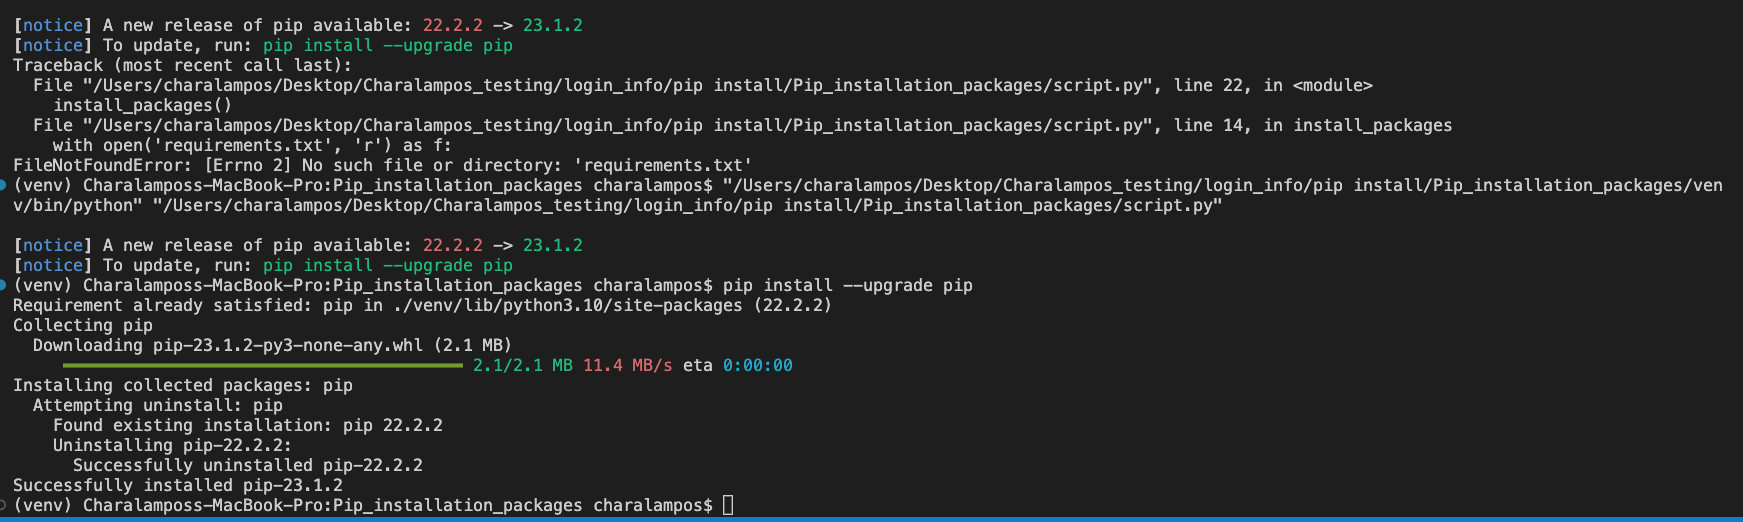 [notice] A new release of pip available: 22.2.2 -> 23.1.2
[notice] To update, run: pip install --upgrade pip
Traceback (most recent call last):
  File "/Users/charalampos/Desktop/Charalampos_testing/login_info/pip install/Pip_installation_packages/script.py", line 22, in <module>
    install_packages()
  File "/Users/charalampos/Desktop/Charalampos_testing/login_info/pip install/Pip_installation_packages/script.py", line 14, in install_packages
    with open('requirements.txt', 'r') as f:
FileNotFoundError: [Errno 2] No such file or directory: 'requirements.txt'
(venv) Charalamposs-MacBook-Pro:Pip_installation_packages charalampos$ "/Users/charalampos/Desktop/Charalampos_testing/login_info/pip install/Pip_installation_packages/ven
v/bin/python" "/Users/charalampos/Desktop/Charalampos_testing/login_info/pip install/Pip_installation_packages/script.py"
[notice] A new release of pip available: 22.2.2 -> 23.1.2
[notice] To update, run: pip install --upgrade pip
(venv) Charalamposs-MacBook-Pro:Pip_installation_packages charalampos$ pip install --upgrade pip
Requirement already satisfied: pip in ./venv/lib/python3.10/site-packages (22.2.2)
Collecting pip
  Downloading pip-23.1.2-py3-none-any.whl (2.1 MB)
2.1/2.1 MB 11.4 MB/s eta 0:00:00
Installing collected packages: pip
  Attempting uninstall: pip
    Found existing installation: pip 22.2.2
    Uninstalling pip-22.2.2:
      Successfully uninstalled pip-22.2.2
Successfully installed pip-23.1.2
(venv) Charalamposs-MacBook-Pro:Pip_installation_packages charalampos$